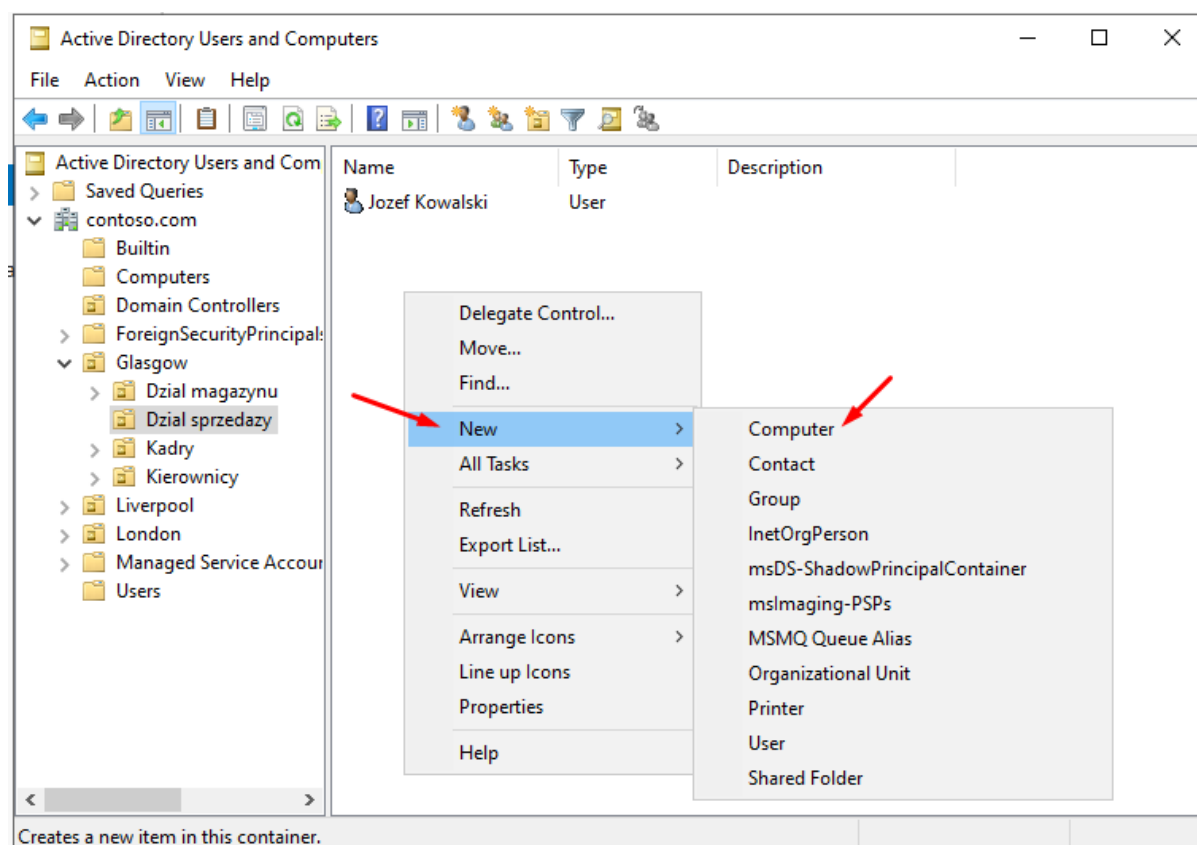 Active Directory Users and Computers
File Action View Help
Active Directory Users and Com
Saved Queries
contoso.com
Builtin
Computers
Domain Controllers
ForeignSecurityPrincipals
Glasgow
Dzial magazynu
Dzial sprzedazy
Kadry
Kierownicy
Liverpool
London
Managed Service Accour
Users
Name Type Description
Jozef Kowalski User
Delegate Control...
Move...
Find...
New
All Tasks
Refresh
Export List...
View
Arrange Icons
Line up Icons
Properties
Help
Computer
Contact
Group
InetOrgPerson
msDS-ShadowPrincipalContainer
msImaging-PSPs
MSMQ Queue Alias
Organizational Unit
Printer
User
Shared Folder
Creates a new item in this container.